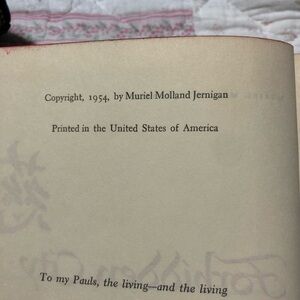 Copyright, 1954, by Muriel Molland Jernigan
Printed in the United States of America
To my Pauls, the living—and the living